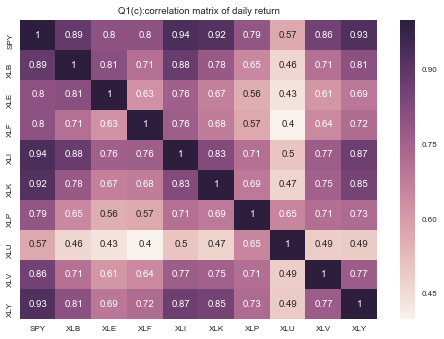 Q1(c):correlation matrix of daily return
SPY 1 0.89 0.8 0.8 0.94 0.92 0.79 0.57 0.86 0.93
XLB 0.89 1 0.81 0.71 0.88 0.78 0.65 0.46 0.71 0.81
XLE 0.8 0.81 1 0.63 0.76 0.67 0.56 0.43 0.61 0.69
XLF 0.8 0.71 0.63 1 0.76 0.68 0.57 0.4 0.64 0.72
XLI 0.94 0.88 0.76 0.76 1 0.83 0.71 0.5 0.77 0.87
XLK 0.92 0.78 0.67 0.68 0.83 1 0.69 0.47 0.75 0.85
XLP 0.79 0.65 0.56 0.57 0.71 0.69 1 0.65 0.71 0.73
XLU 0.57 0.46 0.43 0.4 0.5 0.47 0.65 1 0.49 0.49
XLV 0.86 0.71 0.61 0.64 0.77 0.75 0.71 0.49 1 0.77
XLY 0.93 0.81 0.69 0.72 0.87 0.85 0.73 0.49 0.77 1
SPY XLB XLE XLF XLI XLK XLP XLU XLV XLY
0.90
0.75
0.60
0.45